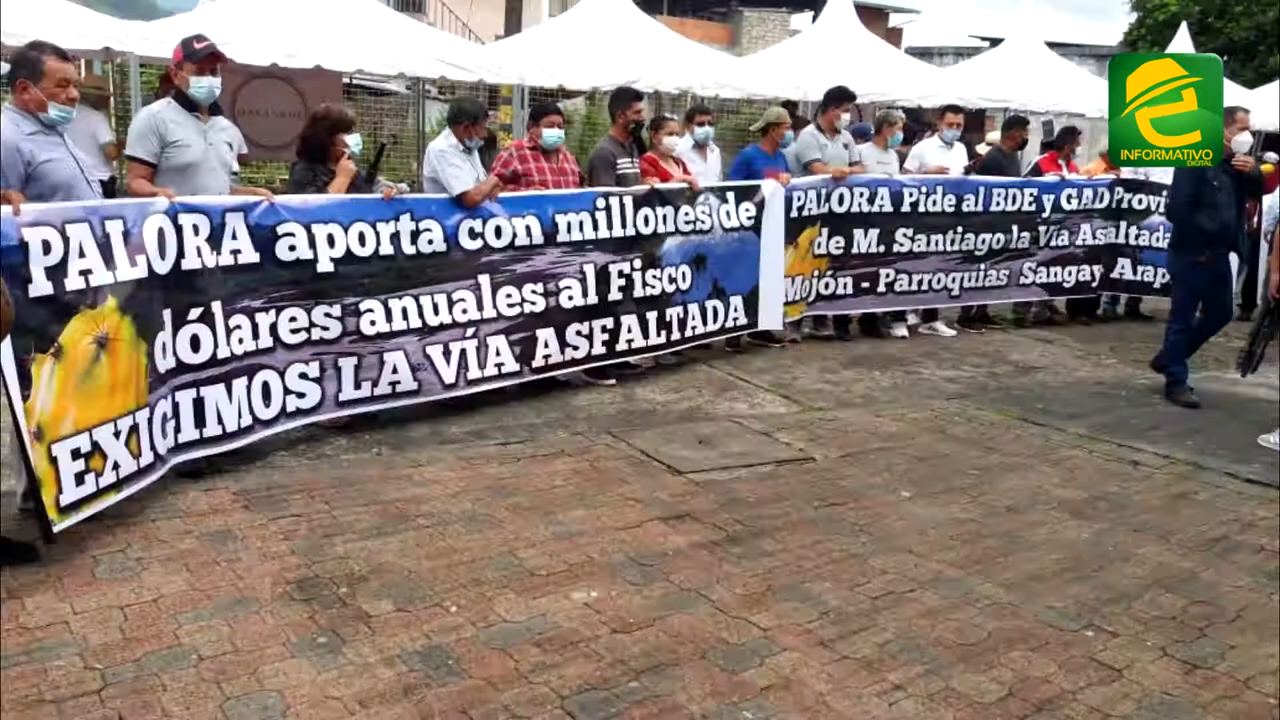 PALORA aporta con millones de
dólares anuales al Fisco
EXIGIMOS LA VÍA ASFALTADA
PALORA Pide al BDE y GAD Provi
de M. Santiago la Vía Asfaltada
Mojón - Parroquias Sangay Arap
INFORMATIVO
DIGITAL